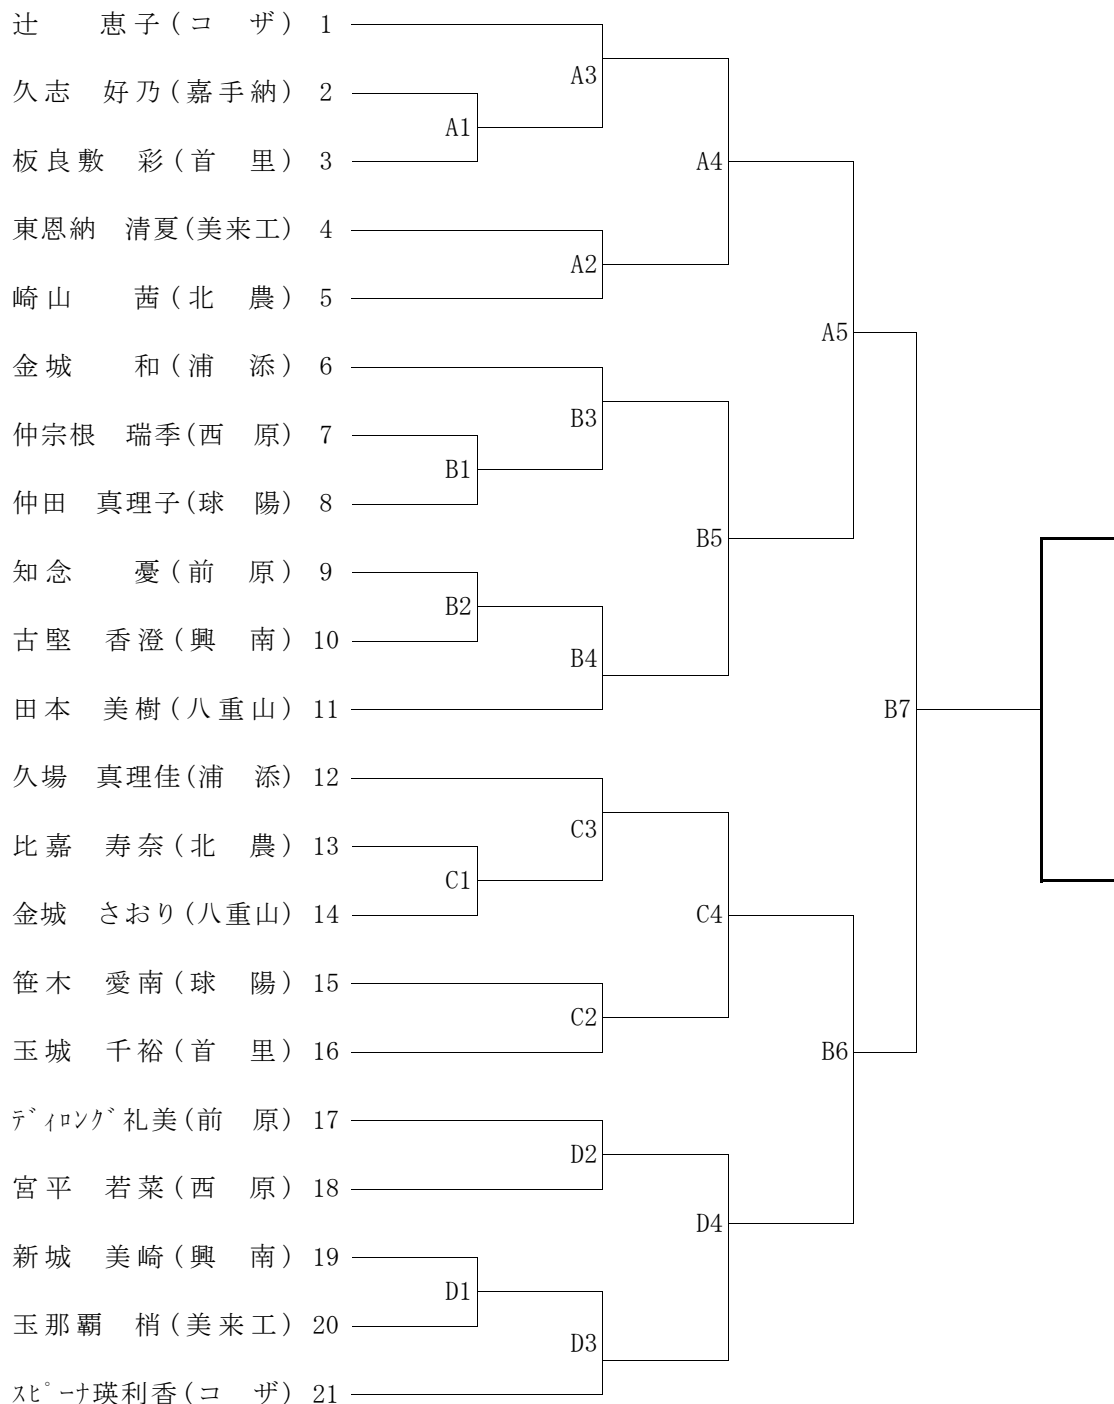 辻　恵子(コ　ザ) 1
A3
久志　好乃(嘉手納) 2
A1
板良敷　彩(首　里) 3
A4
東恩納　清夏(美来工) 4
A2
崎山　茜(北　農) 5
A5
金城　和(浦　添) 6
B3
仲宗根　瑞季(西　原) 7
B1
仲田　真理子(球　陽) 8
B5
知念　憂(前　原) 9
B2
古堅　香澄(興　南) 10
B4
田本　美樹(八重山) 11
B7
久場　真理佳(浦　添) 12
C3
比嘉　寿奈(北　農) 13
C1
金城　さおり(八重山) 14
C4
笹木　愛南(球　陽) 15
C2
玉城　千裕(首　里) 16
B6
ﾃﾞｨﾛﾝｸﾞ礼美(前　原) 17
D2
宮平　若菜(西　原) 18
D4
新城　美崎(興　南) 19
D1
玉那覇　梢(美来工) 20
D3
ｽﾋﾟｰﾅ瑛利香(コ　ザ) 21